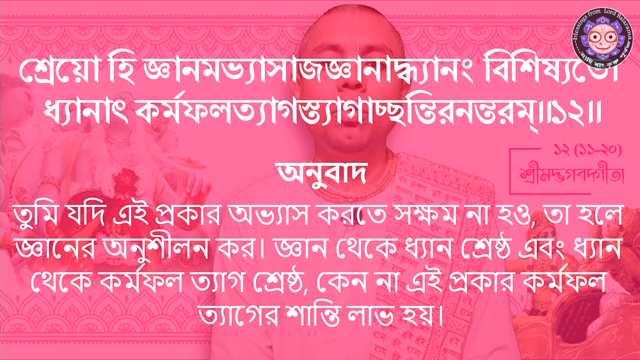 শ্রেয়ো হি জ্ঞানমভ্যাসাজজ্ঞানাদ্ধ্যানং বিশিষ্যতে।
ধ্যানাৎ কর্মফলত্যাগস্ত্যাগাচ্ছন্তিরনন্তরম্॥১২॥
১২ (১১-২০)
শ্রীমদ্ভগবদ্গীতা
অনুবাদ
তুমি যদি এই প্রকার অভ্যাস করতে সক্ষম না হও, তা হলে
জ্ঞানের অনুশীলন কর। জ্ঞান থেকে ধ্যান শ্রেষ্ঠ এবং ধ্যান
থেকে কর্মফল ত্যাগ শ্রেষ্ঠ, কেন না এই প্রকার কর্মফল
ত্যাগের শান্তি লাভ হয়।